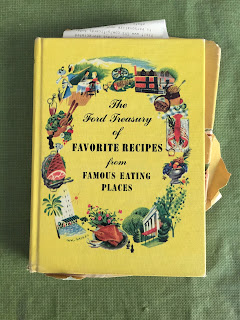 The
Ford Treasury
of
FAVORITE RECIPES
from
FAMOUS EATING
PLACES